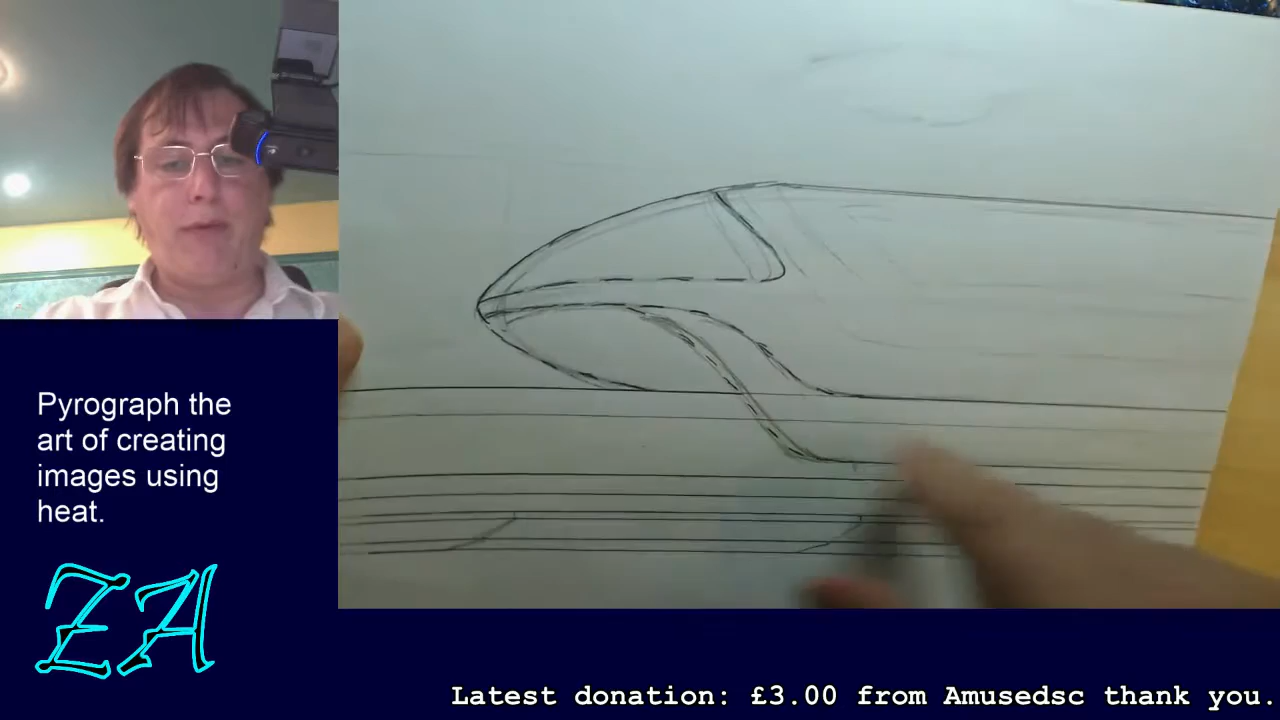 Pyrograph the
art of creating
images using
heat.
ZA
Latest donation: £3.00 from Amusedsc thank you.